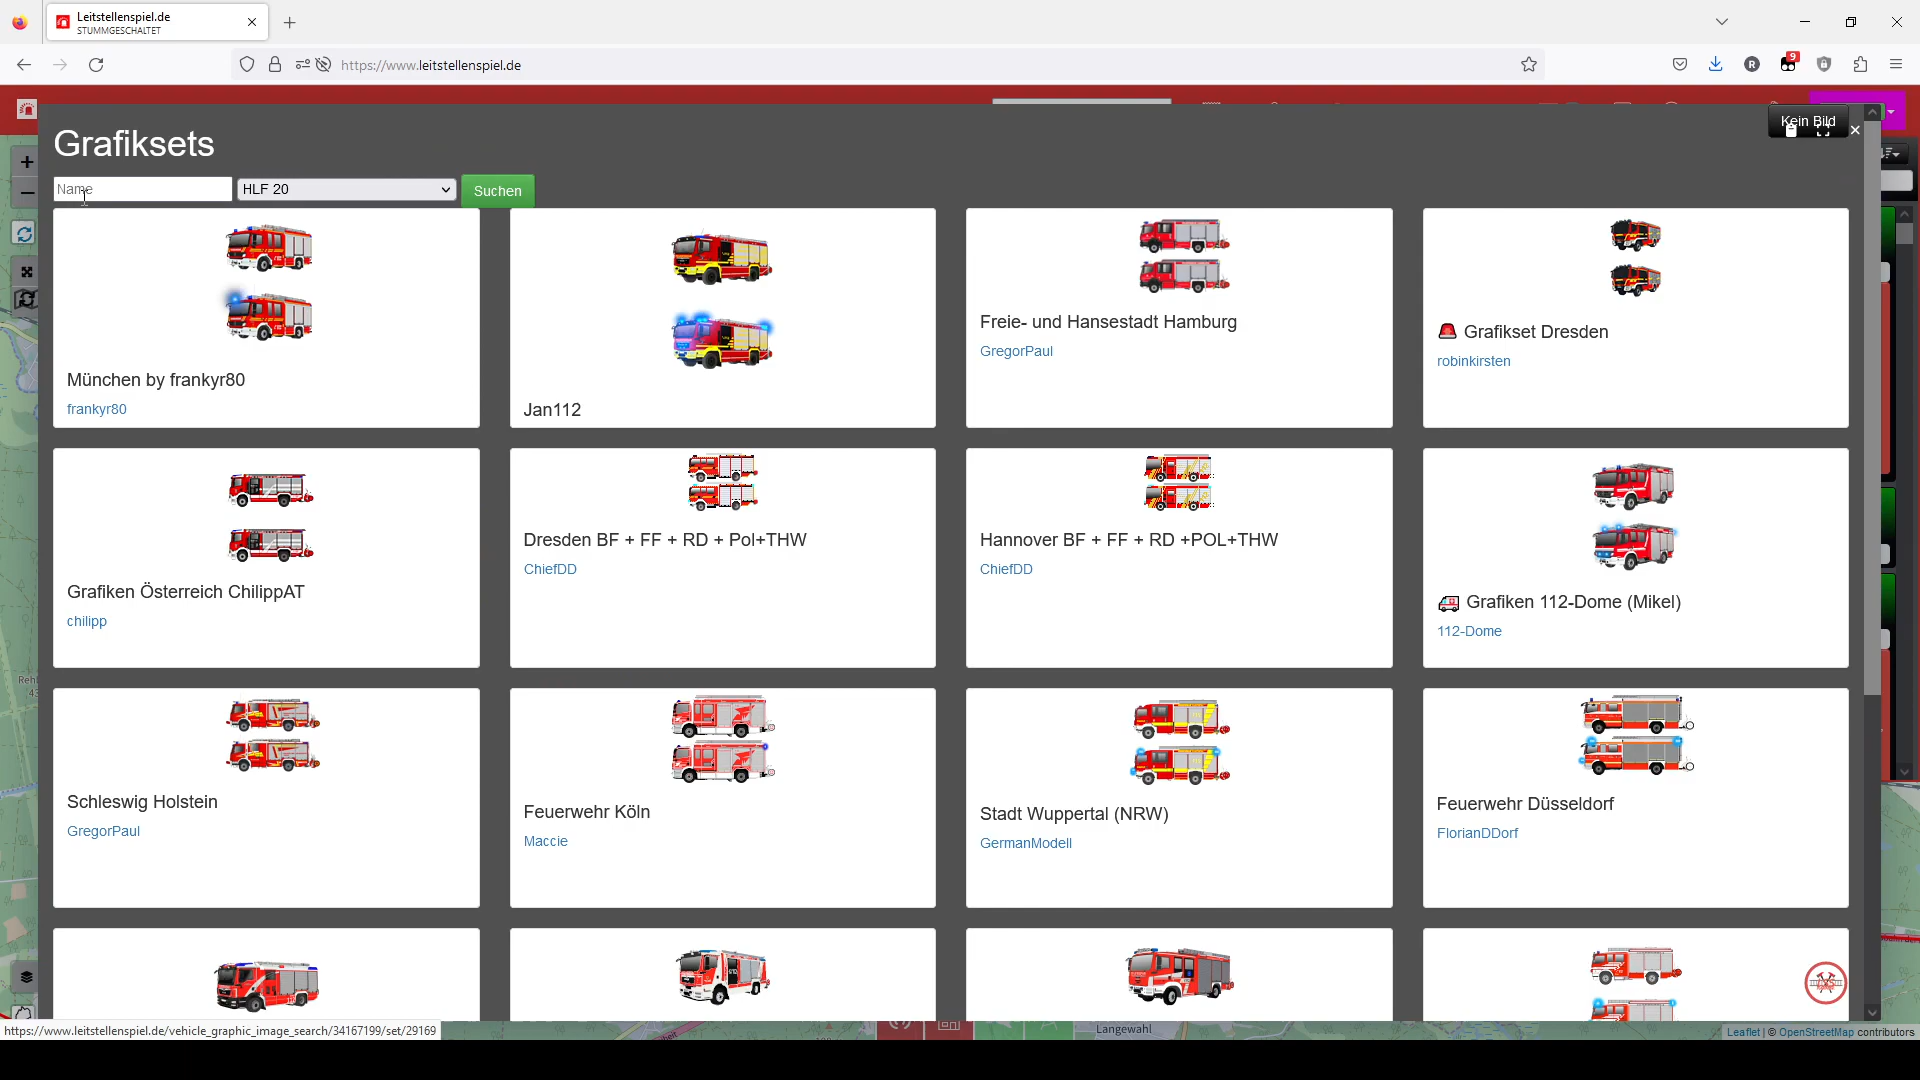 Leitstellenspiel.de
STUMMGESCHALTET
https://www.leitstellenspiel.de
9
Kein Bild
Grafiksets
Name
HLF 20
Suchen
München by frankyr80
frankyr80
Jan112
Freie- und Hansestadt Hamburg
GregorPaul
Grafikset Dresden
robinkirsten
Grafiken Österreich ChilippAT
chilipp
Dresden BF + FF + RD + Pol+THW
ChiefDD
Hannover BF + FF + RD +POL+THW
ChiefDD
Grafiken 112-Dome (Mikel)
112-Dome
Schleswig Holstein
GregorPaul
Feuerwehr Köln
Maccie
Stadt Wuppertal (NRW)
GermanModell
Feuerwehr Düsseldorf
FlorianDDorf
https://www.leitstellenspiel.de/vehicle_graphic_image_search/34167199/set/29169
Langewahl
Leaflet | © OpenStreetMap contributors